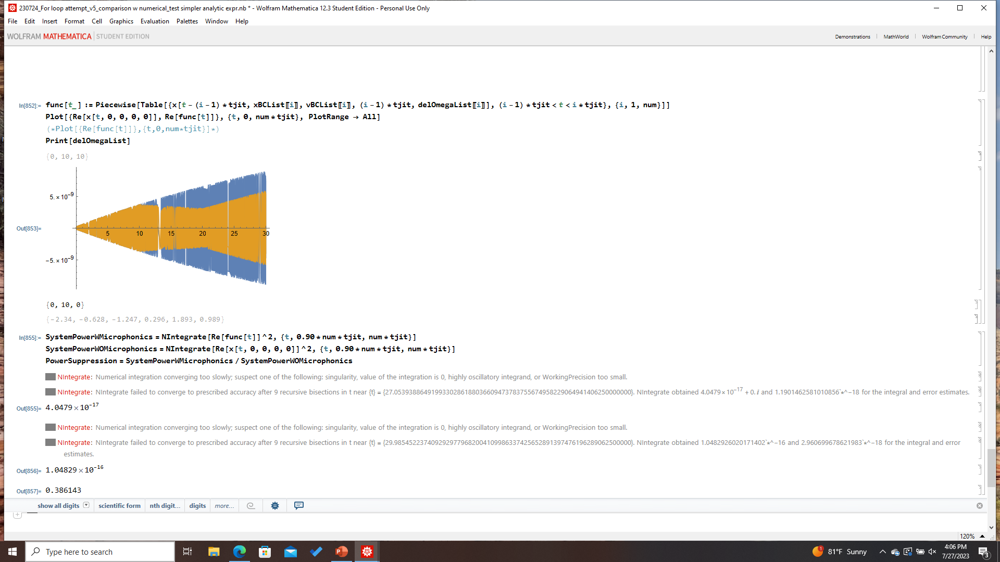 230724_For loop attempt_v5_comparison w numerical_test simpler analytic expr.nb * - Wolfram Mathematica 12.3 Student Edition - Personal Use Only
File Edit Insert Format Cell Graphics Evaluation Palettes Window Help
WOLFRAM MATHEMATICA | STUDENT EDITION
Demonstrations | MathWorld | Wolfram Community | Help
In[852]:= func[t_] := Piecewise[Table[{x[t - (i - 1) * tjit, xBCList[[i]], vBCList[[i]], (i - 1) * tjit, delOmegaList[[i]]], (i - 1) * tjit < t < i * tjit}, {i, 1, num}]]
Plot[{Re[x[t, 0, 0, 0, 0]], Re[func[t]]}, {t, 0, num * tjit}, PlotRange → All]
(*Plot[{Re[func[t]]},{t,0,num*tjit}]*)
Print[delOmegaList]
{0, 10, 10}
5. × 10^-9
Out[853]=
5 10 15 20 25 30
-5. × 10^-9
{0, 10, 0}
{-2.34, -0.628, -1.247, 0.296, 1.893, 0.989}
In[855]:= SystemPowerWMicrophonics = NIntegrate[Re[func[t]]^2, {t, 0.90 * num * tjit, num * tjit}]
SystemPowerWOMicrophonics = NIntegrate[Re[x[t, 0, 0, 0, 0]]^2, {t, 0.90 * num * tjit, num * tjit}]
PowerSuppression = SystemPowerWMicrophonics / SystemPowerWOMicrophonics
NIntegrate: Numerical integration converging too slowly; suspect one of the following: singularity, value of the integration is 0, highly oscillatory integrand, or WorkingPrecision too small.
NIntegrate: NIntegrate failed to converge to prescribed accuracy after 9 recursive bisections in t near {t} = NIntegrate obtained 4.0479 × 10^-17 + 0. i and 1.1901462581010856`*^-18 for the integral and error estimates.
Out[855]= 4.0479 × 10^-17
NIntegrate: Numerical integration converging too slowly; suspect one of the following: singularity, value of the integration is 0, highly oscillatory integrand, or WorkingPrecision too small.
NIntegrate: NIntegrate failed to converge to prescribed accuracy after 9 recursive bisections in t near {t} = NIntegrate obtained 1.0482926020171402`*^-16 and 2.960699678621983`*^-18 for the integral and error
estimates.
Out[856]= 1.04829 × 10^-16
Out[857]= 0.386143
show all digits scientific form nth digit... digits more...
120%
Type here to search
P
1
81°F Sunny
4:06 PM
7/27/2023
3